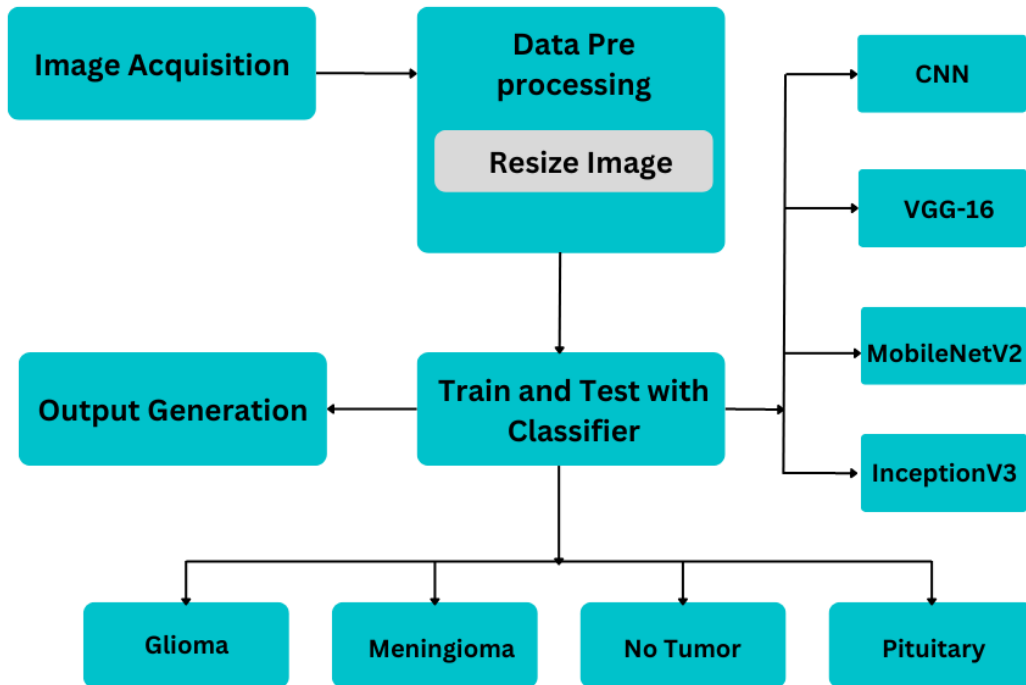 Image Acquisition
Data Pre
processing
Resize Image
CNN
VGG-16
MobileNetV2
InceptionV3
Train and Test with
Classifier
Output Generation
Glioma
Meningioma
No Tumor
Pituitary